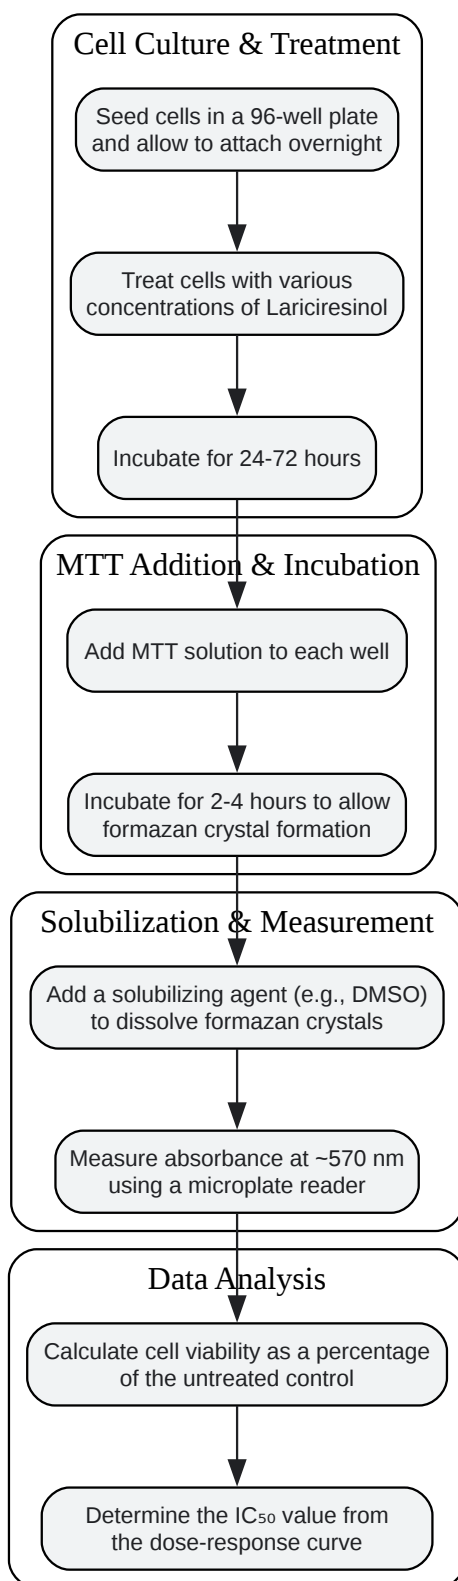 Cell Culture & Treatment
Seed cells in a 96-well plate
and allow to attach overnight
Treat cells with various
concentrations of Lariciresinol
Incubate for 24-72 hours
MTT Addition & Incubation
Add MTT solution to each well
Incubate for 2-4 hours to allow
formazan crystal formation
Solubilization & Measurement
Add a solubilizing agent (e.g., DMSO)
to dissolve formazan crystals
Measure absorbance at ~570 nm
using a microplate reader
Data Analysis
Calculate cell viability as a percentage
of the untreated control
Determine the IC₅₀ value from
the dose-response curve